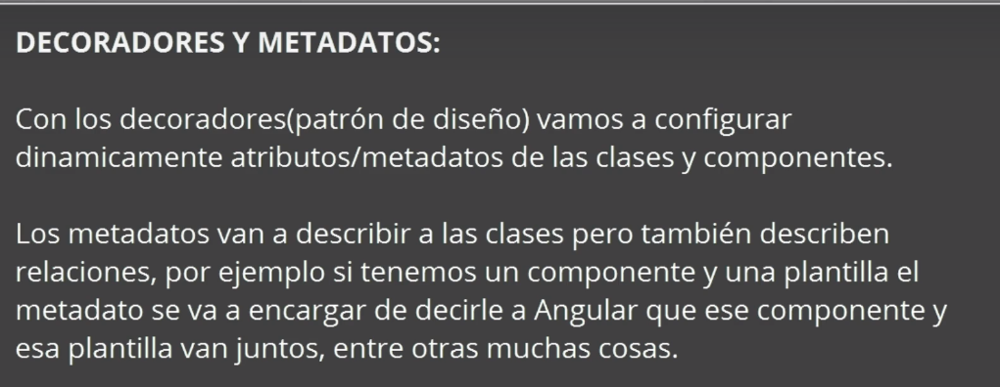 DECORADORES Y METADATOS:
Con los decoradores(patrón de diseño) vamos a configurar
dinamicamente atributos/metadatos de las clases y componentes.
Los metadatos van a describir a las clases pero también describen
relaciones, por ejemplo si tenemos un componente y una plantilla el
metadato se va a encargar de decirle a Angular que ese componente y
esa plantilla van juntos, entre otras muchas cosas.